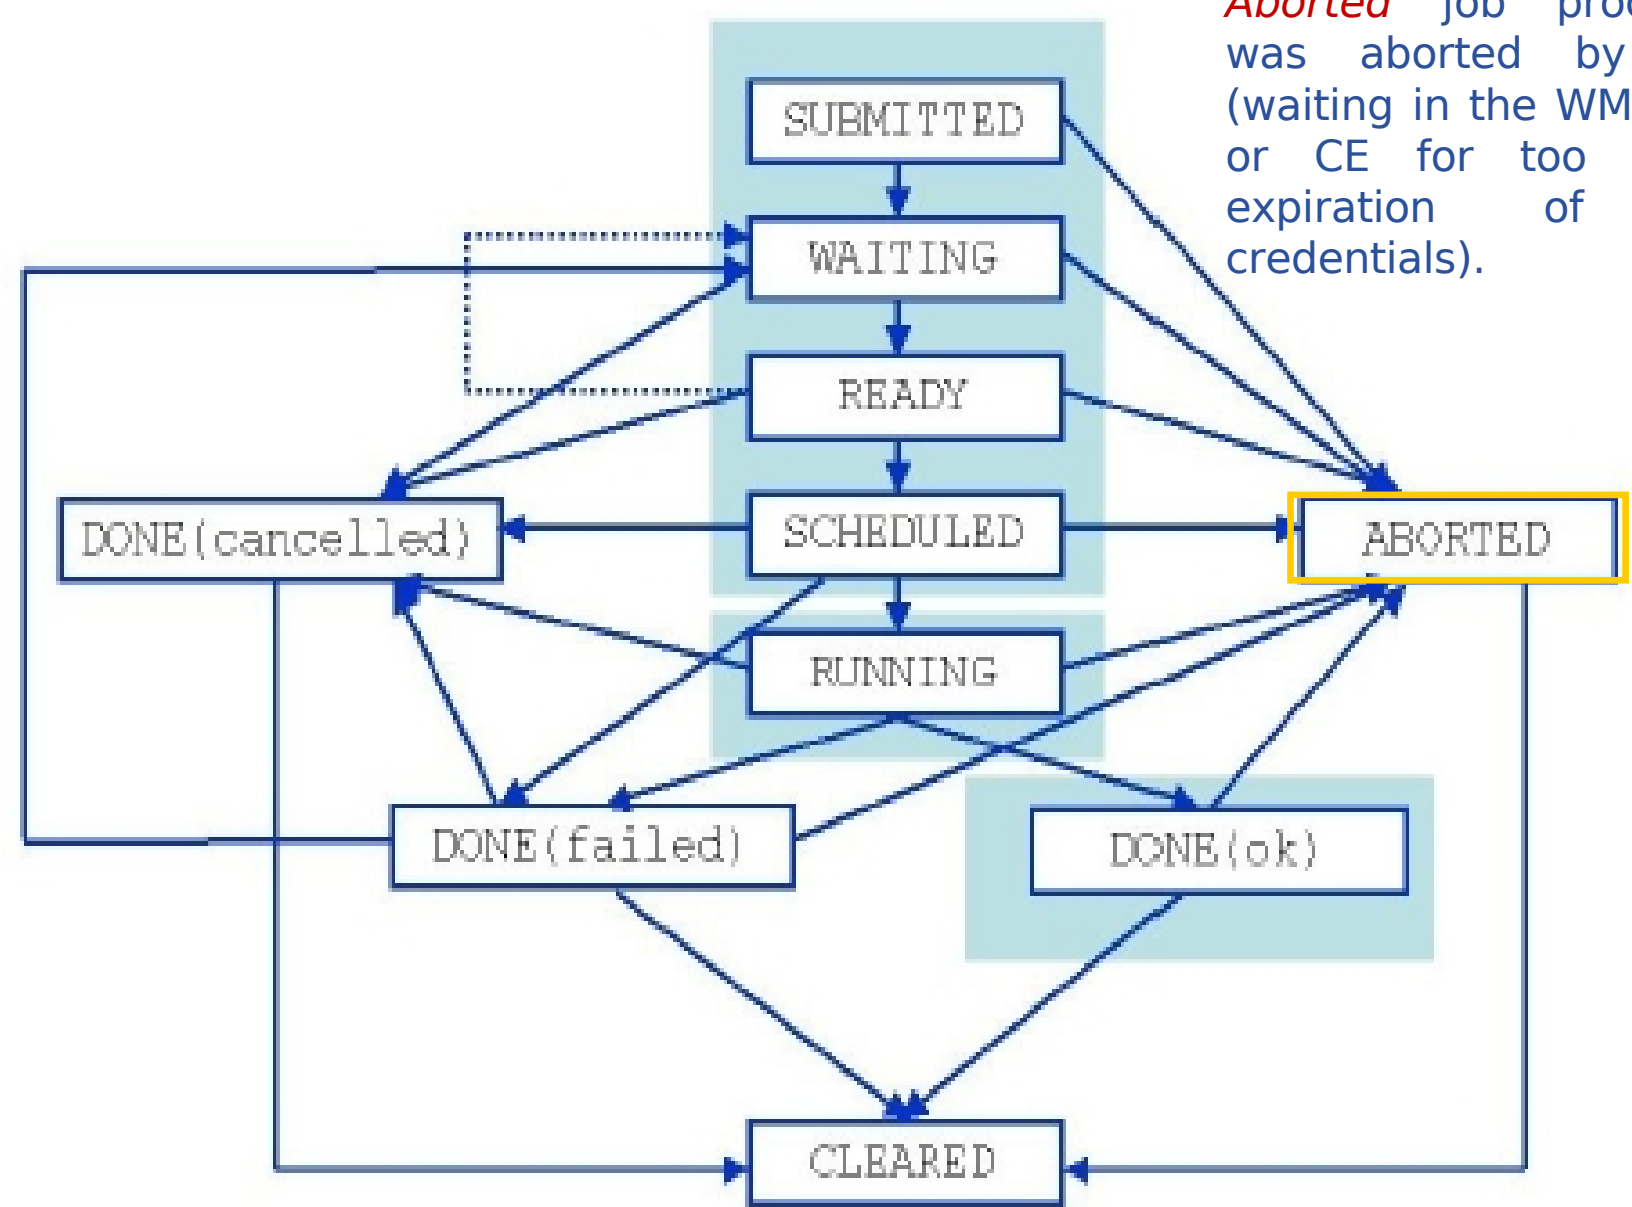 Aborted job
was aborted by
(waiting in the
or CE for too
expiration of
credentials).
SUBMITTED
WAITING
READY
SCHEDULED
DONE(cancelled)
ABORTED
RUNNING
DONE(failed)
DONE(ok)
CLEARED